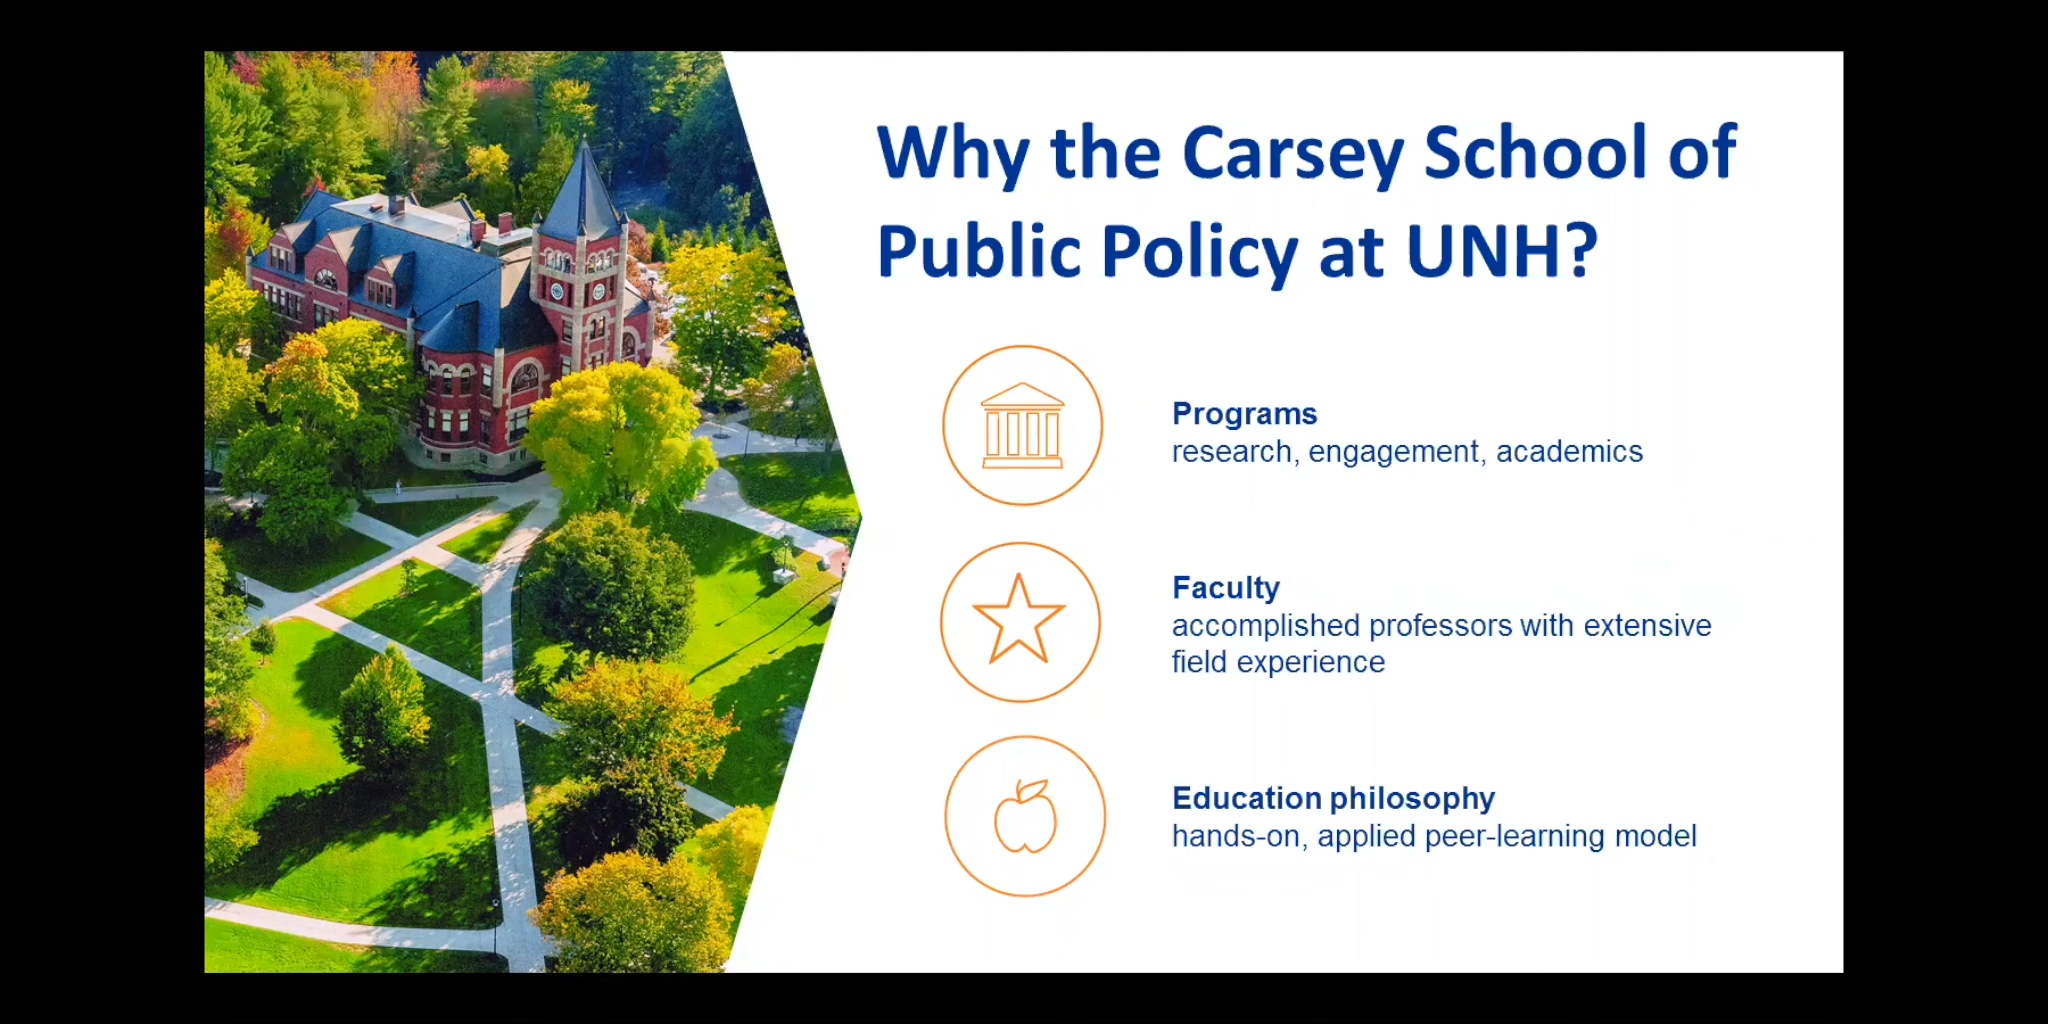 Why the Carsey School of
Public Policy at UNH?
Programs
research, engagement, academics
Faculty
accomplished professors with extensive
field experience
Education philosophy
hands-on, applied peer-learning model